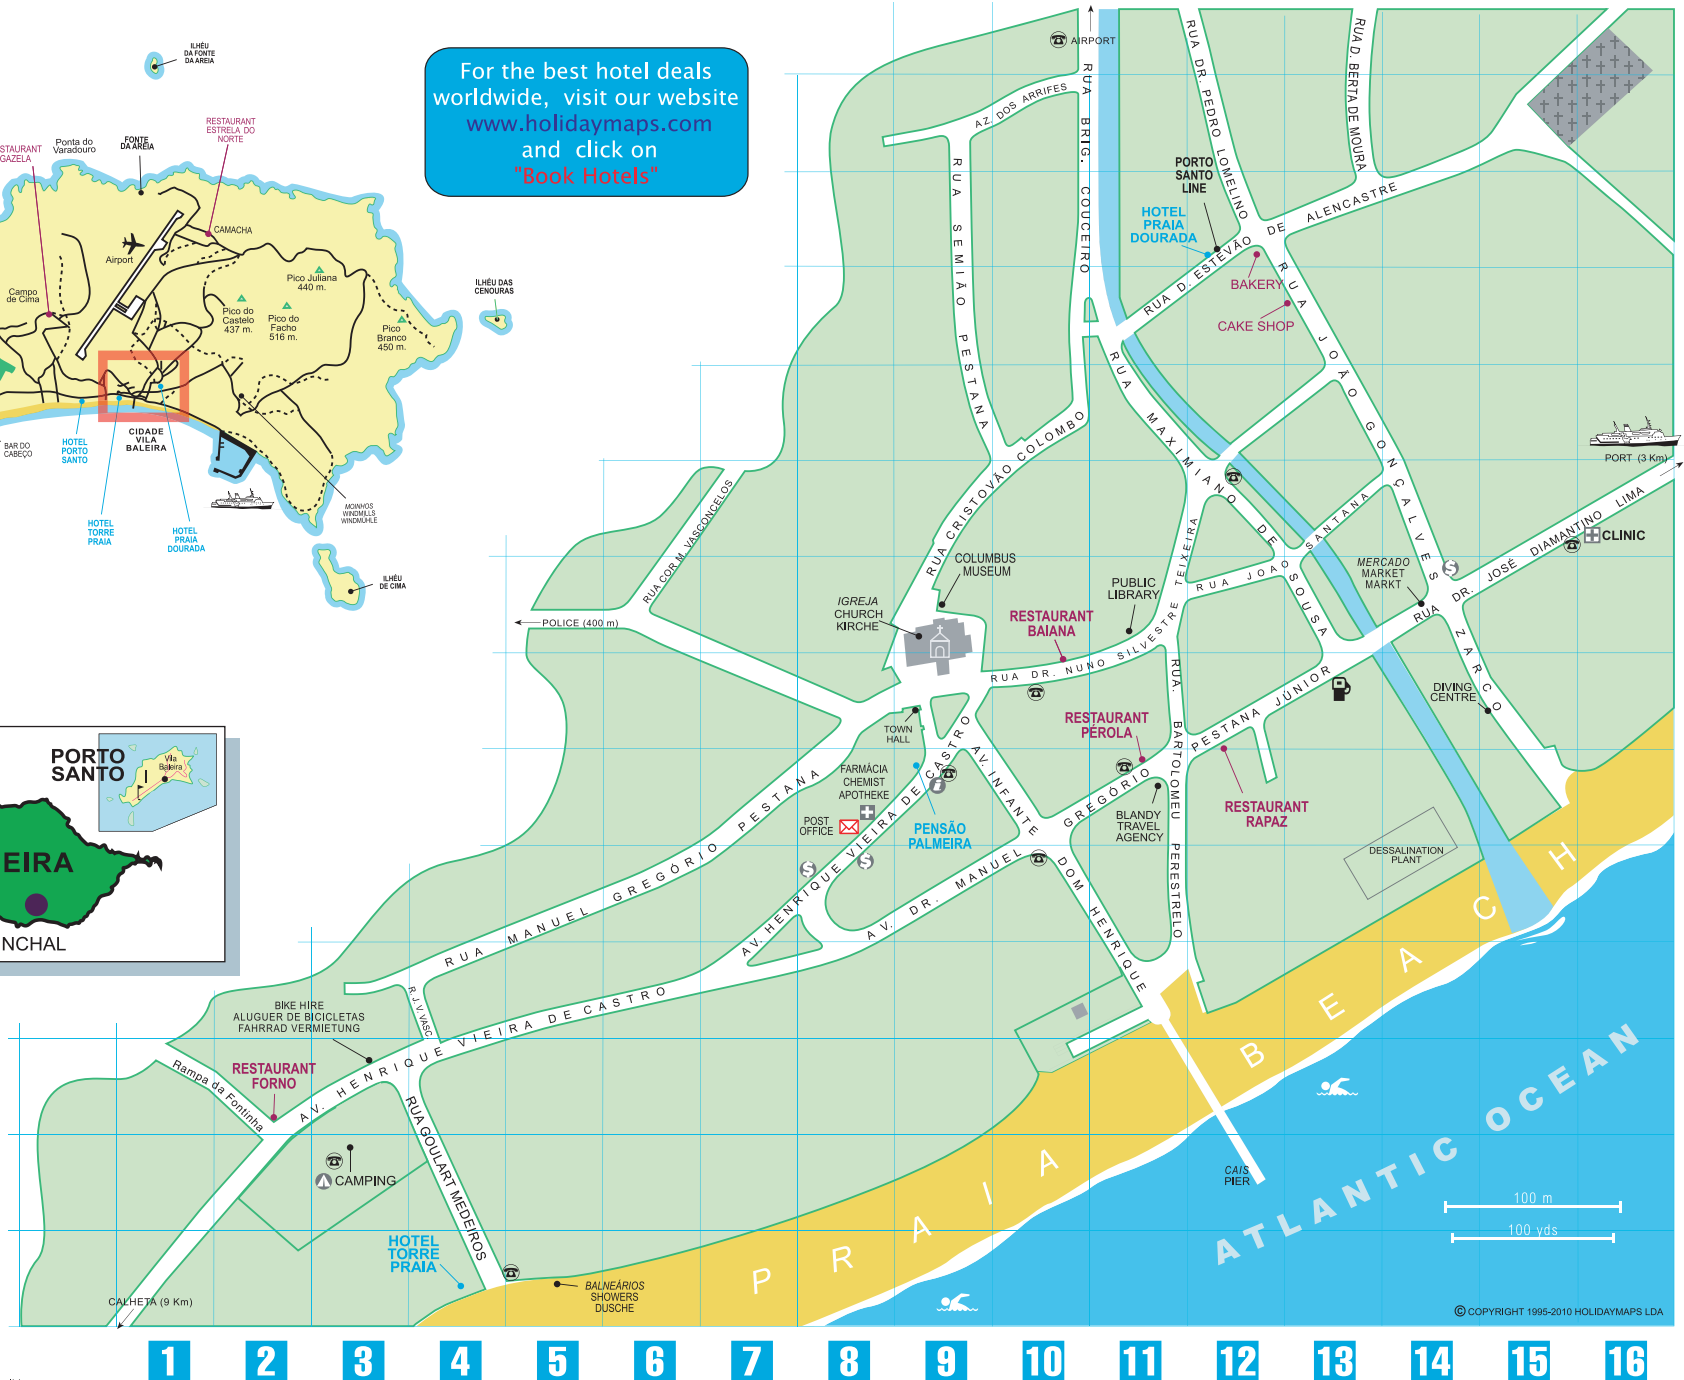 For the best hotel deals
worldwide, visit our website
www.holidaymaps.com
and click on
"Book Hotels"
ILHÉU
DA FONTE
DA AREIA
RESTAURANT
ESTRELA DO
NORTE
STAURANT
GAZELA
Ponta do
Varadouro
FONTE
DA AREIA
CAMACHA
Airport
Campo
de Cima
Pico Juliana
440 m.
Pico do
Castelo
437 m.
Pico do
Facho
516 m.
Pico
Branco
450 m.
ILHÉU DAS
CENOURAS
BAR DO
CABEÇO
HOTEL
PORTO
SANTO
CIDADE
VILA
BALEIRA
HOTEL
TORRE
PRAIA
HOTEL
PRAIA
DOURADA
MOINHOS
WINDMILLS
WINDMÜHLE
ILHÉU
DE CIMA
PORTO
SANTO
Vila
Baleira
EIRA
NCHAL
AIRPORT
AZ. DOS ARRIFES
RUA BRIG. COUCEIRO
RUA SEMIÃO PESTANA
RUA DR. PEDRO LOMELINO
RUA D. BERTA DE MOURA
PORTO
SANTO
LINE
HOTEL
PRAIA
DOURADA
RUA D. ESTEVÃO DE ALENCASTRE
BAKERY
CAKE SHOP
RUA JOÃO GONÇALVES ZARCO
RUA MAXIMIANO DE SOUSA
RUA CRISTOVÃO COLOMBO
RUA COR. M. VASCONCELOS
PORT (3 Km)
RUA DR. JOSÉ DIAMANTINO LIMA
CLINIC
MERCADO
MARKET
MARKT
RUA JOAO SANTANA
COLUMBUS
MUSEUM
IGREJA
CHURCH
KIRCHE
PUBLIC
LIBRARY
RESTAURANT
BAIANA
RUA DR. NUNO SILVESTRE TEIXEIRA
POLICE (400 m)
TOWN
HALL
RESTAURANT
PÉROLA
RUA. BARTOLOMEU PERESTRELO
DIVING
CENTRE
FARMÁCIA
CHEMIST
APOTHEKE
POST
OFFICE
PENSÃO
PALMEIRA
AV. INFANTE DOM HENRIQUE
AV. DR. MANUEL GREGÓRIO PESTANA JÚNIOR
BLANDY
TRAVEL
AGENCY
RESTAURANT
RAPAZ
DESSALINATION
PLANT
RUA MANUEL GREGÓRIO PESTANA
AV. HENRIQUE VIEIRA DE CASTRO
R. J. V. VASC.
BIKE HIRE
ALUGUER DE BICICLETAS
FAHRRAD VERMIETUNG
RESTAURANT
FORNO
Rampa da Fontinha
AV. HENRIQUE VIEIRA DE CASTRO
RUA GOULART MEDEIROS
CAMPING
HOTEL
TORRE
PRAIA
BALNEÁRIOS
SHOWERS
DUSCHE
CALHETA (9 Km)
PRAIA
BEACH
CAIS
PIER
ATLANTIC OCEAN
100 m
100 yds
© COPYRIGHT 1995-2010 HOLIDAYMAPS LDA
1 2 3 4 5 6 7 8 9 10 11 12 13 14 15 16